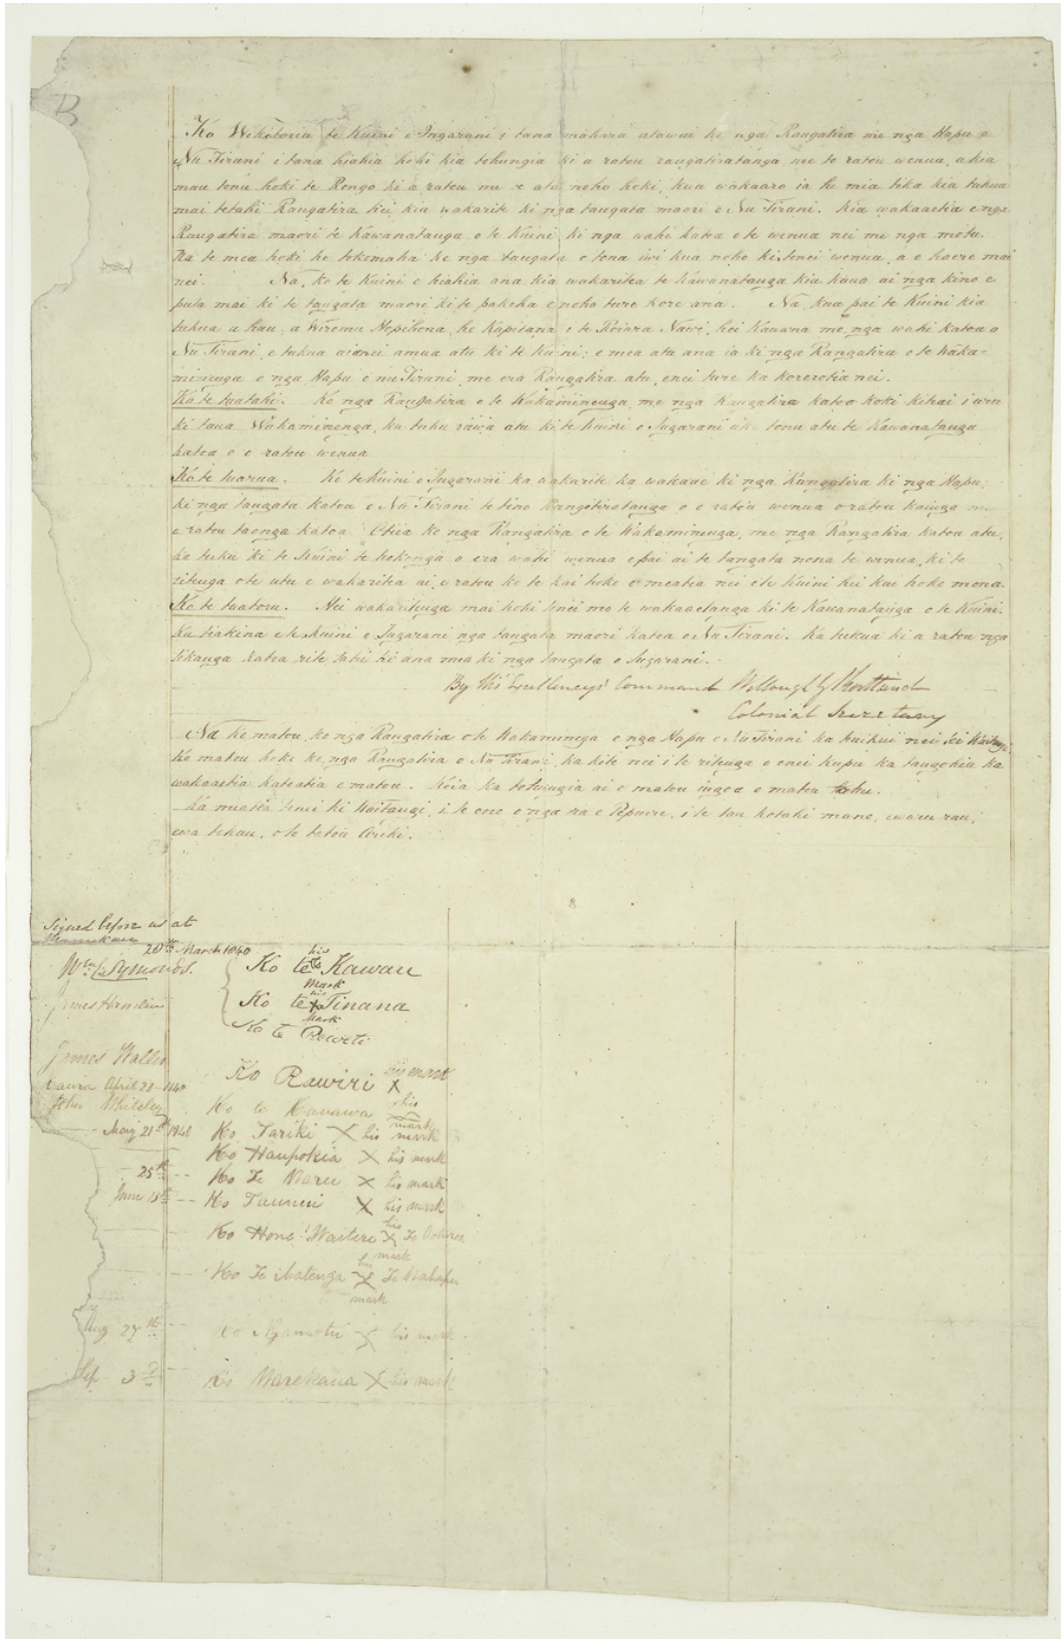 B
Ko Wikitoria te Kuini o Ingarani i tana mahara atawai ki nga Rangatira me nga Hapu o
Nu Tirani i tana hiahia hoki kia tohungia ki a ratou rangatiratanga me to ratou wenua, a kia
mau tonu hoki te Rongo ki a ratou me te ata noho hoki, kua wakaaro ia he mea tika kia tukua
mai tetahi Rangatira hei kai wakarite ki nga tangata maori o Nu Tirani. Kia wakaaetia e nga
Rangatira maori te Kawanatanga o te Kuini, ki nga wahi katoa o te wenua nei me nga motu.
Na te mea hoki he tokomaha ke nga tangata o tona iwi kua noho ki tenei wenua, a e haere mai
nei. Na, ko te Kuini e hiahia ana kia wakaritea te Kawanatanga kia kaua ai nga kino e
puta mai ki te tangata maori ki te pakeha e noho ture kore ana. Na, kua pai te Kuini kia
tukua a hau, a Wiremu Hopihona, he Kapitana i te Roiara Nawi, hei Kawana mo nga wahi katoa o
Nu Tirani, e tukua aianei amua atu ki te Kuini; e mea atu ana ia ki nga Rangatira o te Waka-
minenga o nga Hapu o nu Tirani, me era Rangatira atu, enei ture ka korerotia nei.
Ko te tuatahi. Ko nga Rangatira o te Wakaminenga, me nga Rangatira katoa hoki kihai i uru
ki taua Wakaminenga, ka tuku rawa atu ki te Kuini o Ingarani ake tonu atu te Kawanatanga
katoa o o ratou wenua
Ko te tuarua. Ko te Kuini o Ingarani ka wakarite ka wakaae ki nga Rangatira ki nga Hapu,
ki nga tangata katoa o Nu Tirani te tino Rangatiratanga o o ratou wenua o ratou kainga me
o ratou taonga katoa. Otiia ko nga Rangatira o te Wakaminenga, me nga Rangatira katoa atu,
ka tuku ki te Kuini te hokonga o era wahi wenua e pai ai te tangata nona te wenua, ki te
ritenga o te utu e wakaritea ai e ratou ko te kai hoko e meatia nei e te Kuini hei kai hoko mona.
Ko te tuatoru. Hei wakaritenga mai hoki tenei mo te wakaaetanga ki te Kawanatanga o te Kuini.
Ka tiakina e te Kuini o Ingarani nga tangata maori katoa o Nu Tirani. Ka tukua ki a ratou nga
tikanga katoa rite tahi ki ana mea ki nga tangata o Ingarani.
By His Excellencys' Command Willoughby Shortland
Colonial Secretary
Na ko matou, ko nga Rangatira o te Wakaminenga o nga Hapu o Nu Tirani ka huihui nei ki Waitangi,
Ko matou hoki ko nga Rangatira o Nu Tirani, ka kite nei i te ritenga o enei kupu ka tangohia ka
wakaaetia katoatia e matou. Koia ka tohungia ai o matou ingoa o matou tohu.
Ka meatia tenei ki Waitangi, i te ono o nga ra o Pepuere, i te tau kotahi mano, ewaru rau,
ewa tekau, o to tatou Ariki.
Signed before us at
20th March 1840
Wm C. Symonds.
James Hamlin
Ko te Kawau
his
mark
Ko te Tinana
his
mark
Ko te Reweti
James Wallis
April 28 - 1840
Ko Rawiri his mark X
John Whiteley
Ko te Kanawa his
mark
May 21st 1840 Ko Tariki X his mark
Ko Haupokia X his mark
25th Ko Te Waru X his mark
June 15th Ko Taunui X his mark
Ko Hone Waitere X Te
his
mark
Ko Te Matenga X Te Wahapu
his
mark
Aug 27th Ko Ngamotu X his mark.
Sep 3d Ko Warekaua X his mark